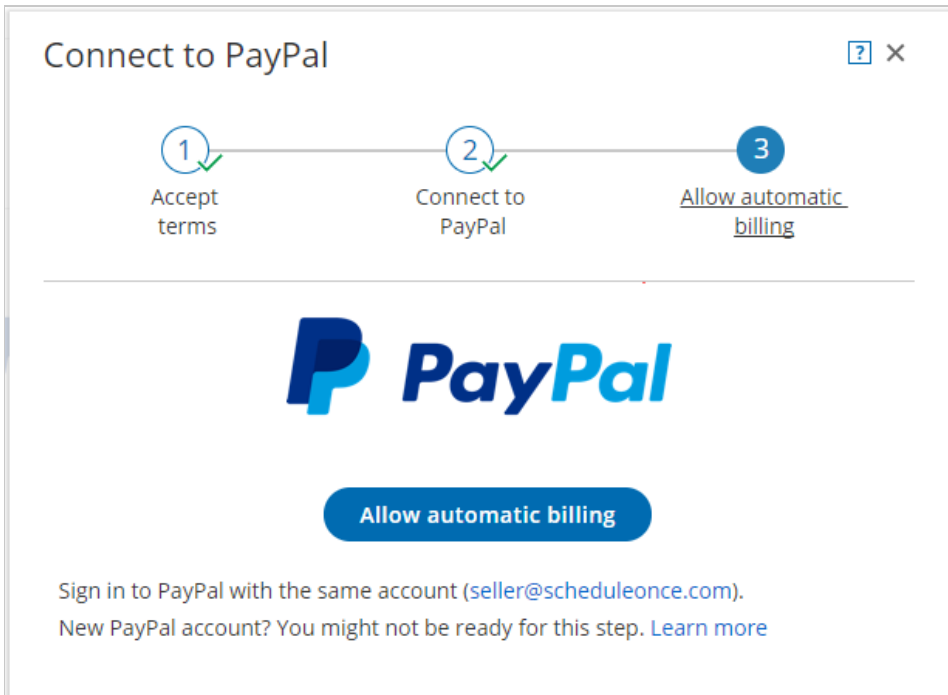 Connect to PayPal
?
1
2
3
Accept
terms
Connect to
PayPal
Allow automatic
billing
PayPal
Allow automatic billing
Sign in to PayPal with the same account (seller@scheduleonce.com).
New PayPal account? You might not be ready for this step. Learn more